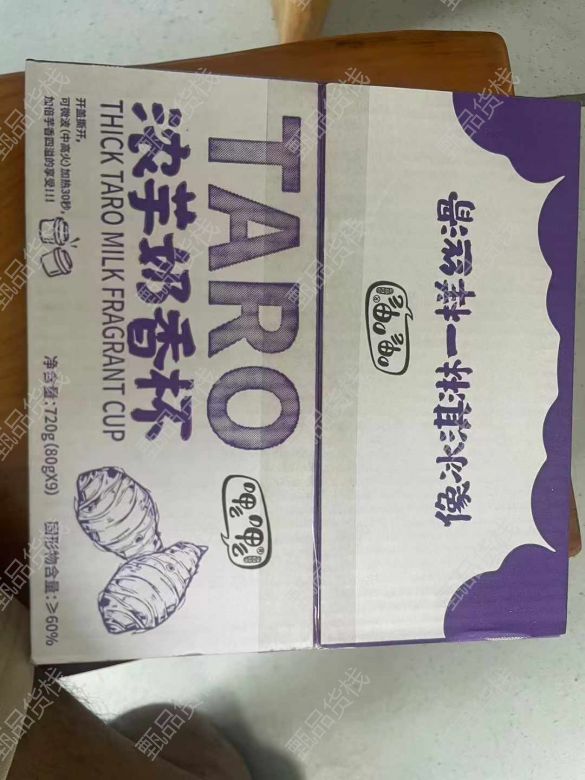 TARO
浓芋奶香杯
THICK TARO MILK FRAGRANT CUP
开盖撕开,
可微波(中高火)加热30秒,
加倍芋香四溢的享受!!!
净含量:720g(80gX9)
固形物含量:≥60%
像冰淇淋一样丝滑
甄品货栈